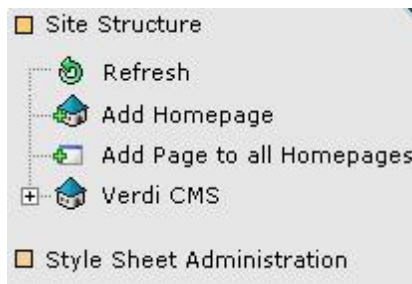 Site Structure
Refresh
Add Homepage
Add Page to all Homepages
Verdi CMS
Style Sheet Administration